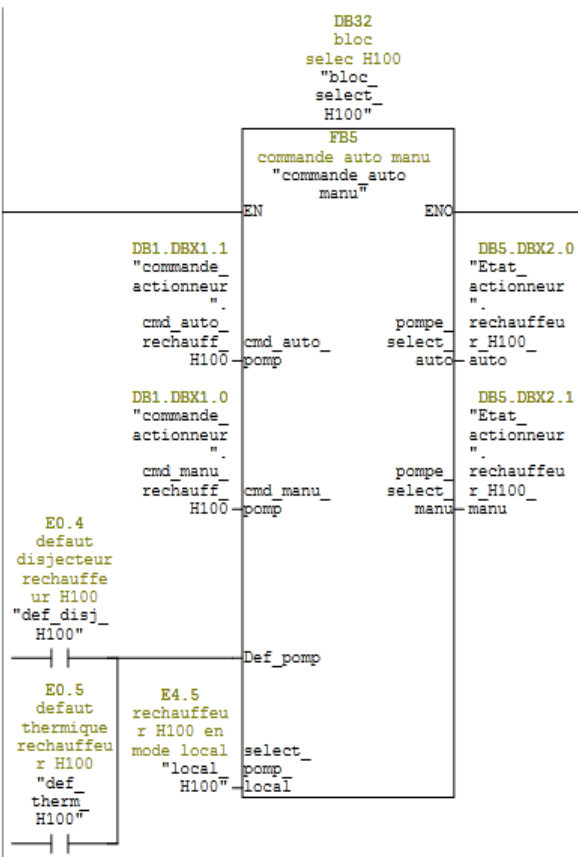 DB32
bloc
selec H100
"bloc_
select_
H100"
FB5
commande auto manu
"commande_auto
manu"
EN
ENO
DB1.DBX1.1
"commande_
actionneur
".
cmd_auto_
rechauff_
H100
cmd_auto_
pomp
pompe_
select_
auto
DB5.DBX2.0
"Etat_
actionneur
".
rechauffeu
r_H100_
auto
DB1.DBX1.0
"commande_
actionneur
".
cmd_manu_
rechauff_
H100
cmd_manu_
pomp
pompe_
select_
manu
DB5.DBX2.1
"Etat_
actionneur
".
rechauffeu
r_H100_
manu
E0.4
defaut
disjecteur
rechauffe
ur H100
"def_disj_
H100"
Def_pomp
E0.5
defaut
thermique
rechauffeu
r H100
"def_
therm_
H100"
E4.5
rechauffeu
r H100 en
mode local
"local_
H100"
select_
pomp_
local